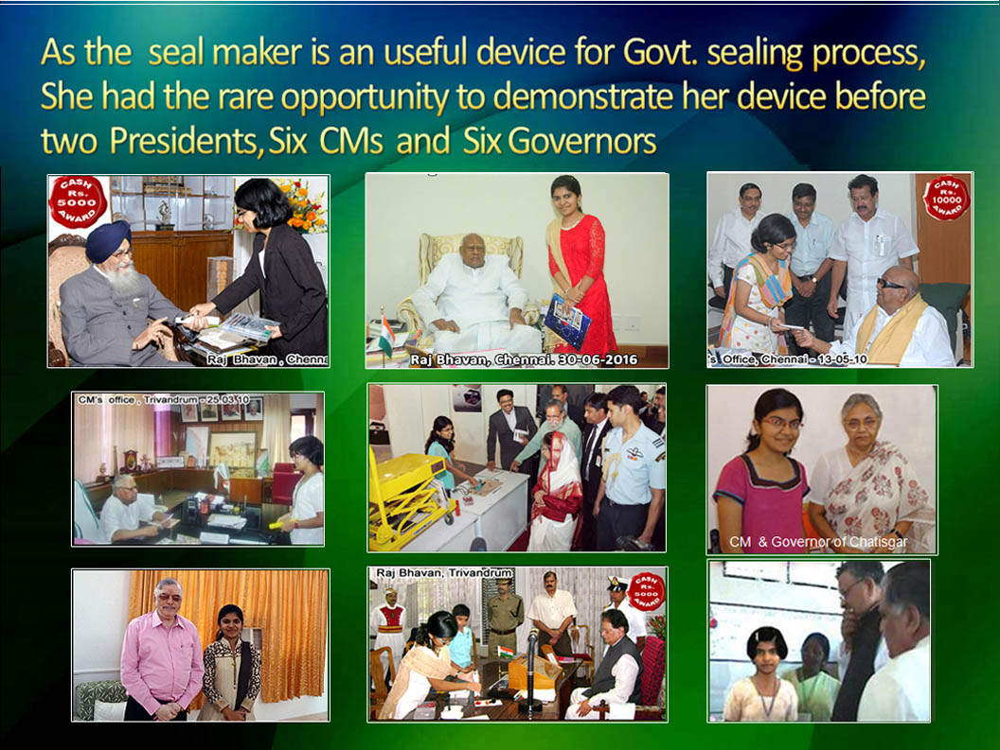 As the seal maker is an useful device for Govt. sealing process,
She had the rare opportunity to demonstrate her device before
two Presidents, Six CMs and Six Governors
CASH
Rs.
5000
AWARD
Raj Bhavan , Chenna
Raj Bhavan, Chennai. 30-06-2016
CASH
Rs.
10000
AWARD
's Office, Chennai - 13-05-10
CM's office , Trivandrum - 25.03.10
CM & Governor of Chatisgar
Raj Bhavan, Trivandrum
CASH
Rs.
5000
AWARD